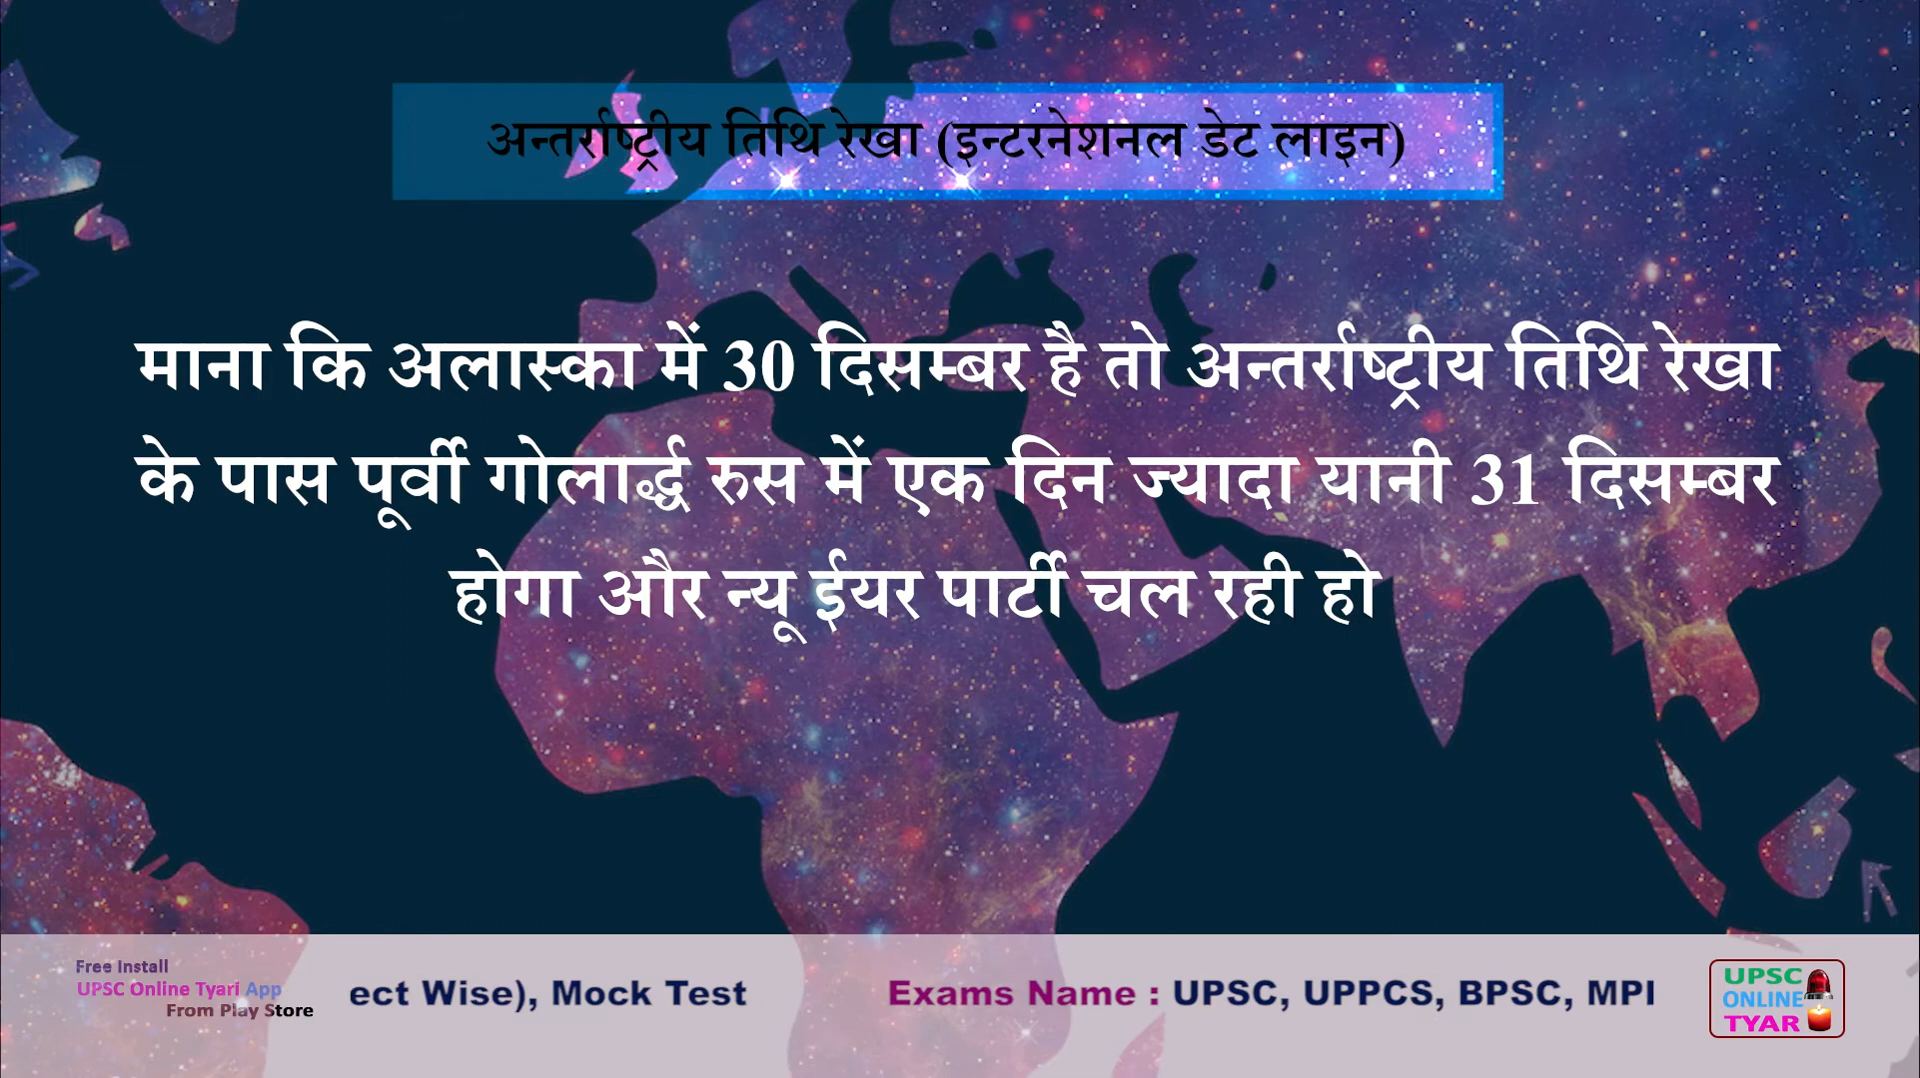 अन्तर्राष्ट्रीय तिथि रेखा (इन्टरनेशनल डेट लाइन)
माना कि अलास्का में 30 दिसम्बर है तो अन्तर्राष्ट्रीय तिथि रेखा
के पास पूर्वी गोलार्द्ध रुस में एक दिन ज्यादा यानी 31 दिसम्बर
होगा और न्यू ईयर पार्टी चल रही हो
Free Install
UPSC Online Tyari App
From Play Store
ect Wise), Mock Test Exams Name : UPSC, UPPCS, BPSC, MPI
UPSC
ONLINE
TYAR